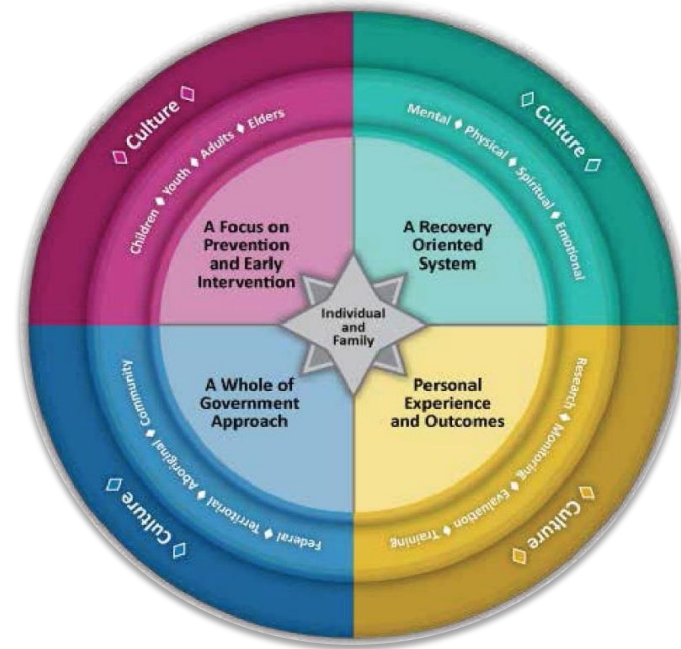 ◇ Culture ◇
Children ◆ Youth ◆ Adults ◆ Elders
A Focus on
Prevention
and Early
Intervention
◇ Culture ◇
Mental ◆ Physical ◆ Spiritual ◆ Emotional
A Recovery
Oriented
System
Individual
and
Family
A Whole of
Government
Approach
Federal ◆ Territorial ◆ Aboriginal ◆ Community
◇ Culture ◇
Personal
Experience
and Outcomes
Research ◆ Monitoring ◆ Evaluation ◆ Training
◇ Culture ◇